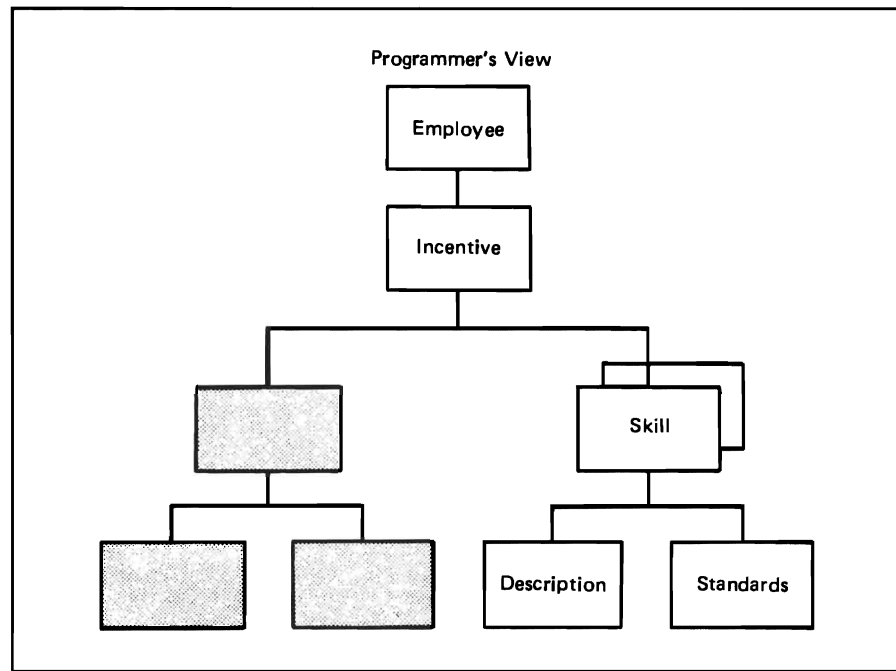 Programmer's View
Employee
Incentive
Skill
Description
Standards